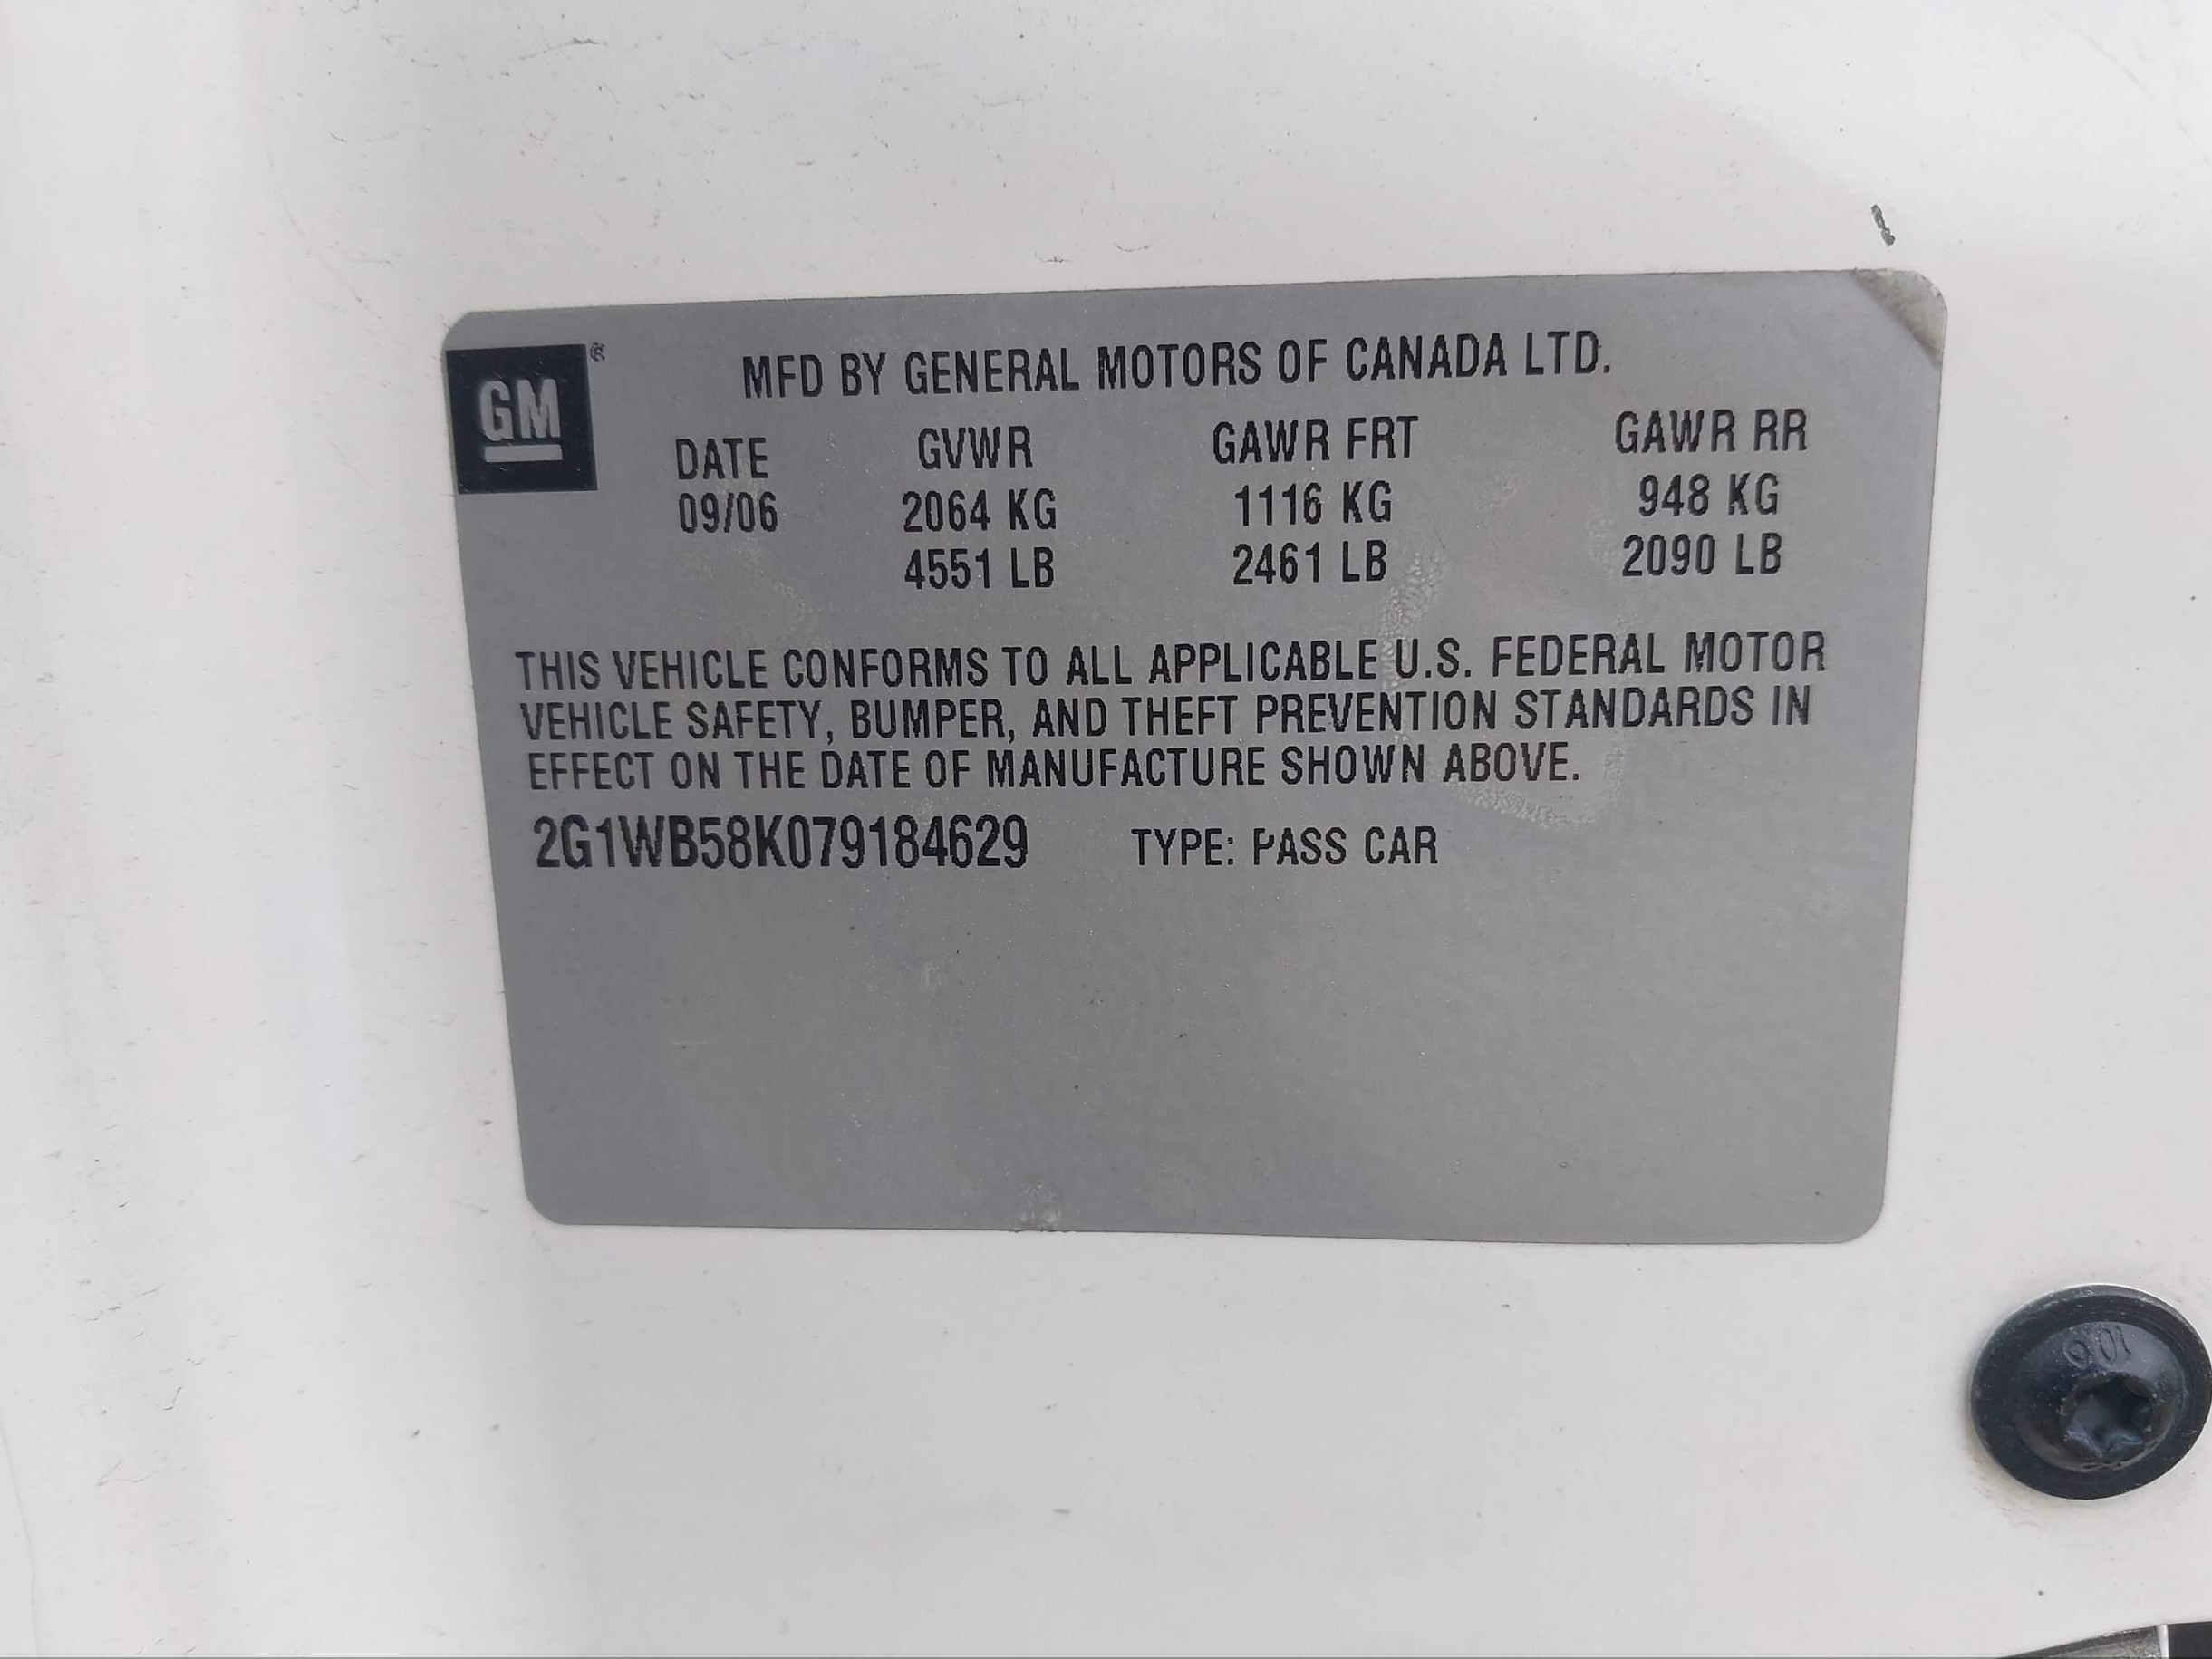 GM®
MFD BY GENERAL MOTORS OF CANADA LTD.
DATE GVWR GAWR FRT GAWR RR
09/06 2064 KG 1116 KG 948 KG
4551 LB 2461 LB 2090 LB
THIS VEHICLE CONFORMS TO ALL APPLICABLE U.S. FEDERAL MOTOR
VEHICLE SAFETY, BUMPER, AND THEFT PREVENTION STANDARDS IN
EFFECT ON THE DATE OF MANUFACTURE SHOWN ABOVE.
2G1WB58K079184629 TYPE: PASS CAR